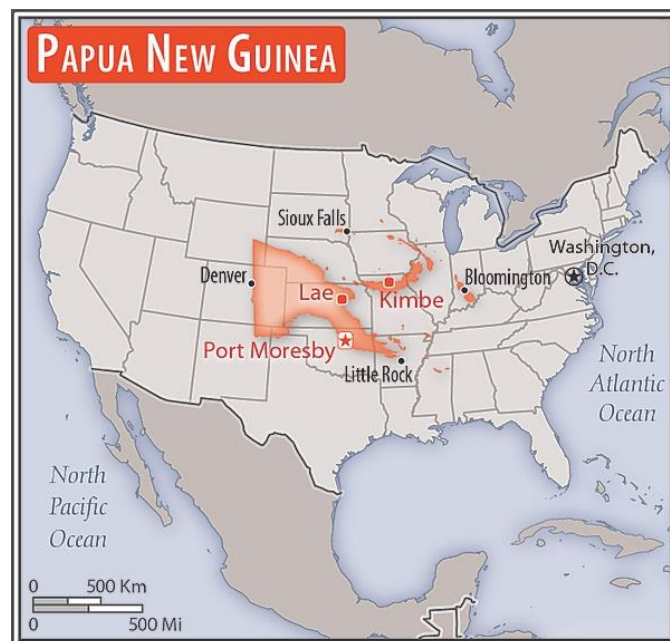 PAPUA NEW GUINEA
Sioux Falls
Washington,
D.C.
Denver
Bloomington
Lae
Kimbe
Port Moresby
Little Rock
North
Atlantic
Ocean
North
Pacific
Ocean
0 500 Km
0 500 Mi